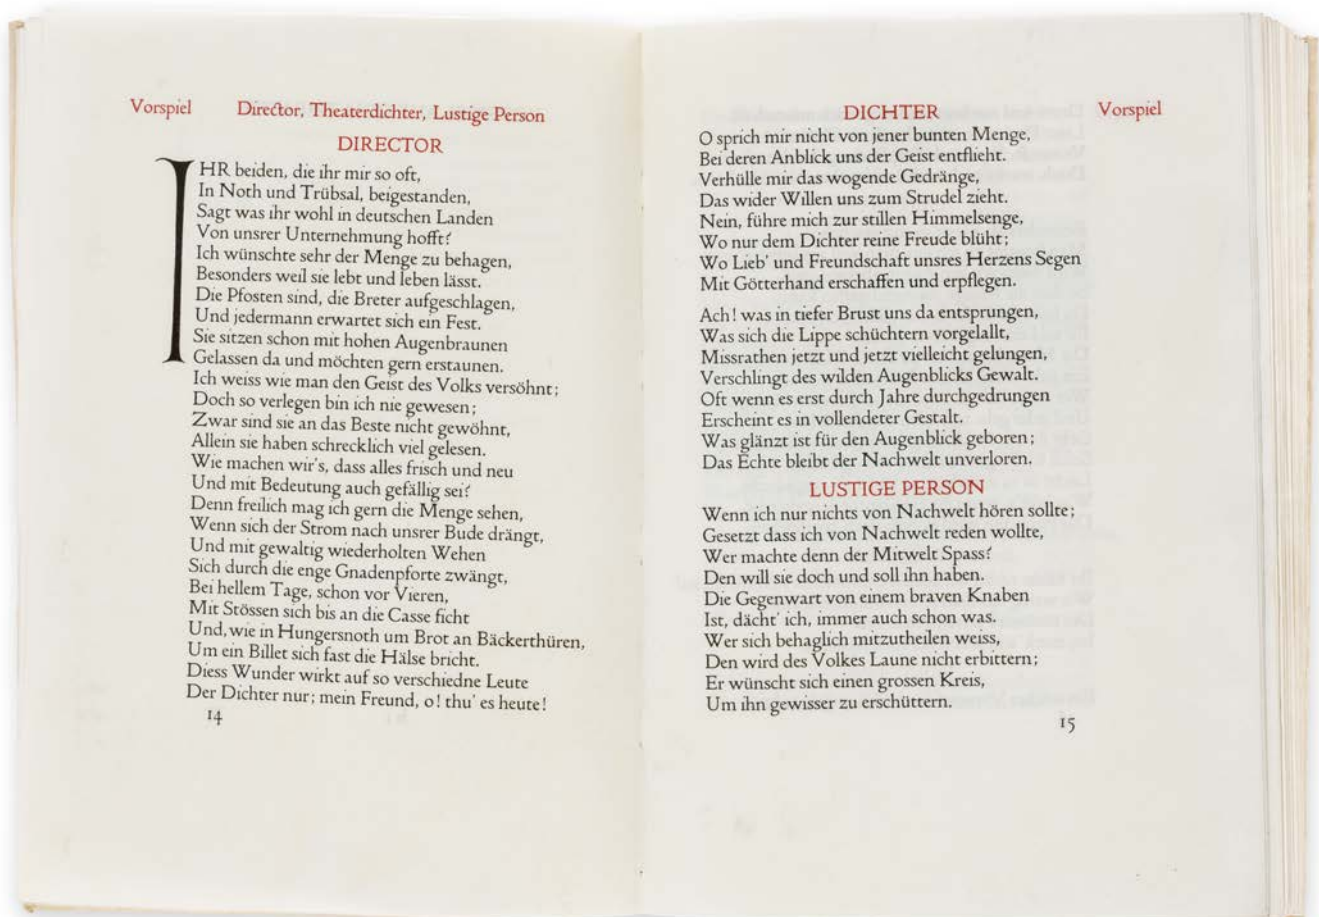 Vorspiel Director, Theaterdichter, Lustige Person
DIRECTOR
IHR beiden, die ihr mir so oft,
In Noth und Trübsal, beigestanden,
Sagt was ihr wohl in deutschen Landen
Von unsrer Unternehmung hofft?
Ich wünschte sehr der Menge zu behagen,
Besonders weil sie lebt und leben lässt.
Die Pfosten sind, die Breter aufgeschlagen,
Und jedermann erwartet sich ein Fest.
Sie sitzen schon mit hohen Augenbraunen
Gelassen da und möchten gern erstaunen.
Ich weiss wie man den Geist des Volks versöhnt;
Doch so verlegen bin ich nie gewesen;
Zwar sind sie an das Beste nicht gewöhnt,
Allein sie haben schrecklich viel gelesen.
Wie machen wir's, dass alles frisch und neu
Und mit Bedeutung auch gefällig sei?
Denn freilich mag ich gern die Menge sehen,
Wenn sich der Strom nach unsrer Bude drängt,
Und mit gewaltig wiederholten Wehen
Sich durch die enge Gnadenpforte zwängt,
Bei hellem Tage, schon vor Vieren,
Mit Stössen sich bis an die Casse ficht
Und, wie in Hungersnoth um Brot an Bäckerthüren,
Um ein Billet sich fast die Hälse bricht.
Diess Wunder wirkt auf so verschiedne Leute
Der Dichter nur; mein Freund, o! thu' es heute!
14
DICHTER Vorspiel
O sprich mir nicht von jener bunten Menge,
Bei deren Anblick uns der Geist entflieht.
Verhülle mir das wogende Gedränge,
Das wider Willen uns zum Strudel zieht.
Nein, führe mich zur stillen Himmelsenge,
Wo nur dem Dichter reine Freude blüht;
Wo Lieb' und Freundschaft unsres Herzens Segen
Mit Götterhand erschaffen und erpflegen.
Ach! was in tiefer Brust uns da entsprungen,
Was sich die Lippe schüchtern vorgelallt,
Missrathen jetzt und jetzt vielleicht gelungen,
Verschlingt des wilden Augenblicks Gewalt.
Oft wenn es erst durch Jahre durchgedrungen
Erscheint es in vollendeter Gestalt.
Was glänzt ist für den Augenblick geboren;
Das Echte bleibt der Nachwelt unverloren.
LUSTIGE PERSON
Wenn ich nur nichts von Nachwelt hören sollte;
Gesetzt dass ich von Nachwelt reden wollte,
Wer machte denn der Mitwelt Spass?
Den will sie doch und soll ihn haben.
Die Gegenwart von einem braven Knaben
Ist, dächt' ich, immer auch schon was.
Wer sich behaglich mitzutheilen weiss,
Den wird des Volkes Laune nicht erbittern;
Er wünscht sich einen grossen Kreis,
Um ihn gewisser zu erschüttern.
15